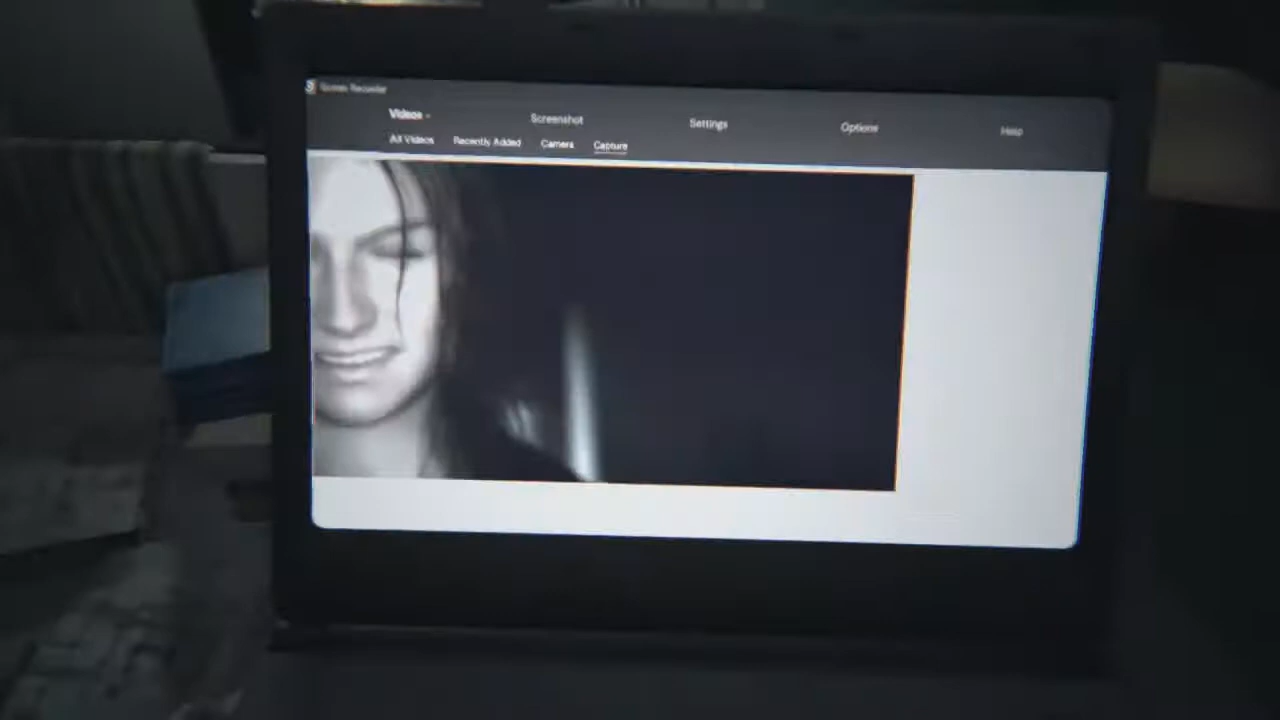 Screen Recorder
Videos
Screenshot
Settings
Options
Help
All Videos
Recently Added
Camera
Capture